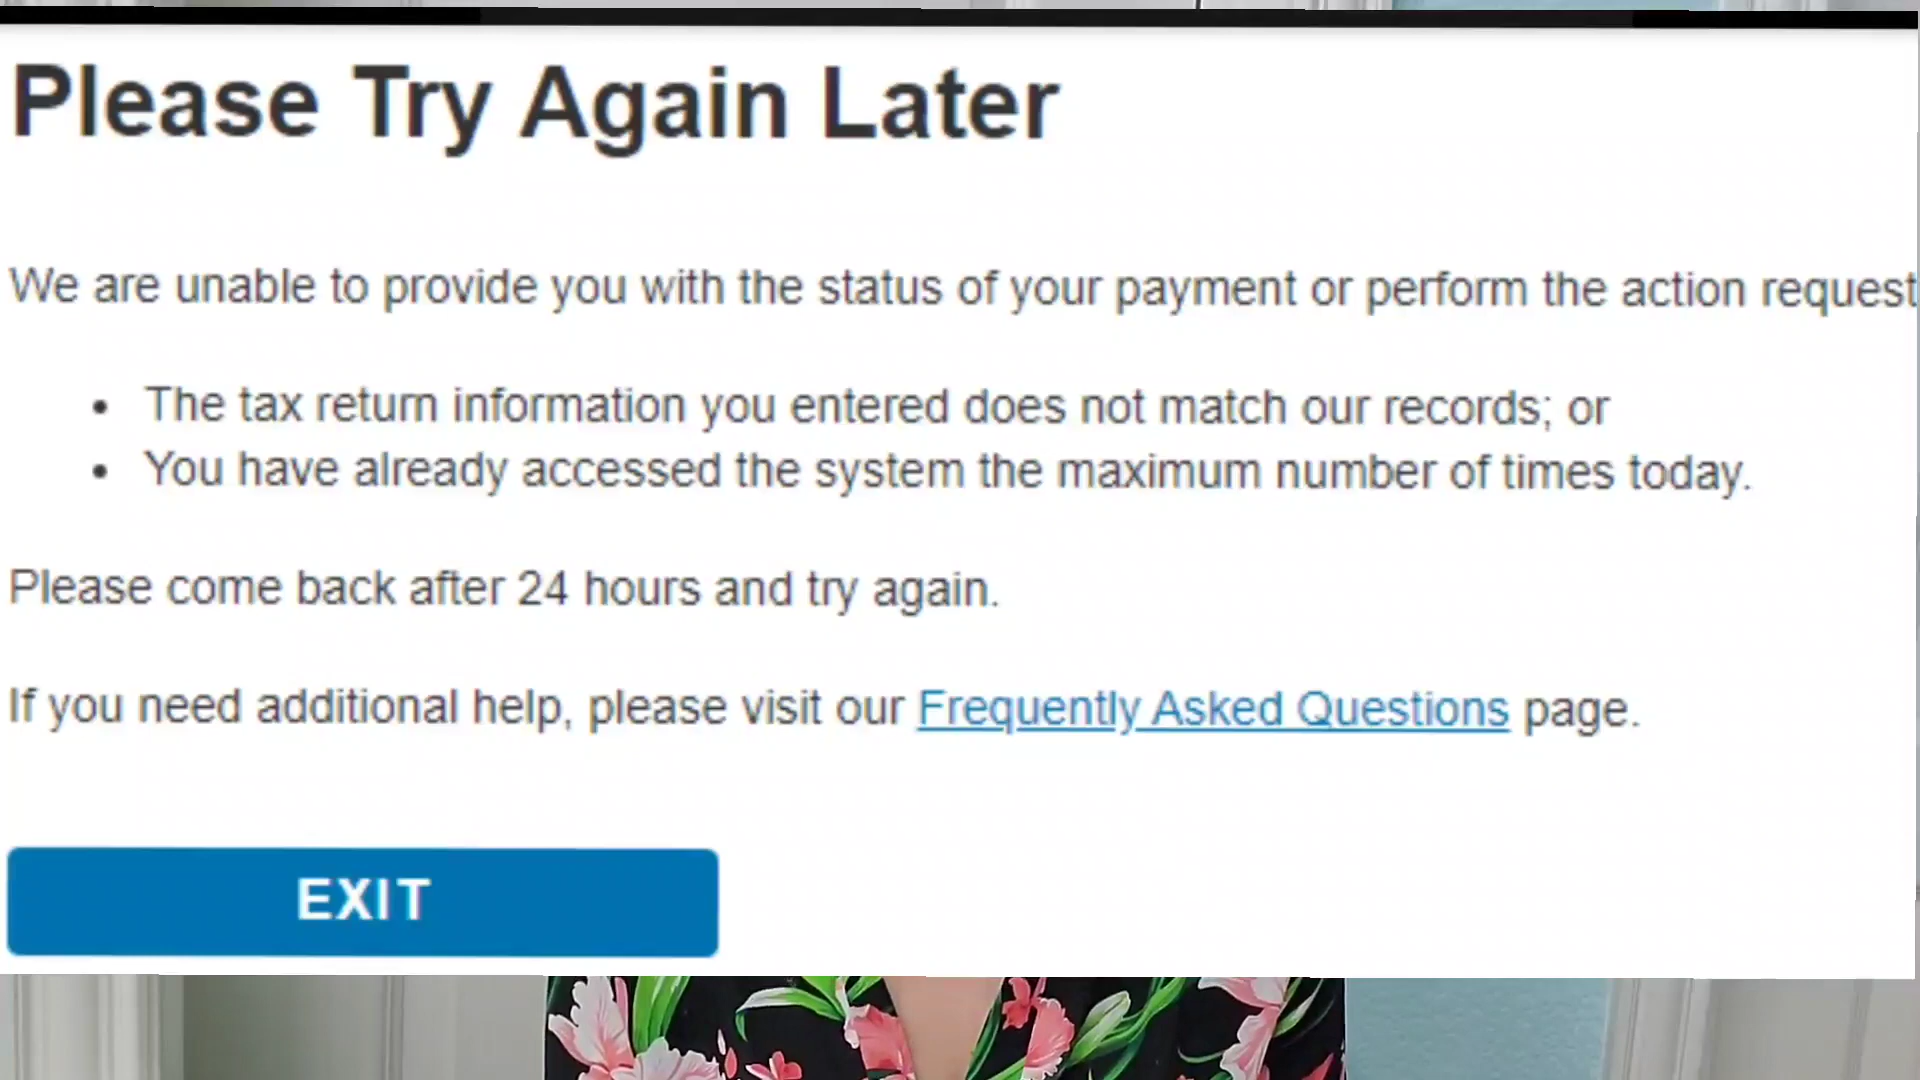 Please Try Again Later
We are unable to provide you with the status of your payment or perform the action request
• The tax return information you entered does not match our records; or
• You have already accessed the system the maximum number of times today.
Please come back after 24 hours and try again.
If you need additional help, please visit our Frequently Asked Questions page.
EXIT